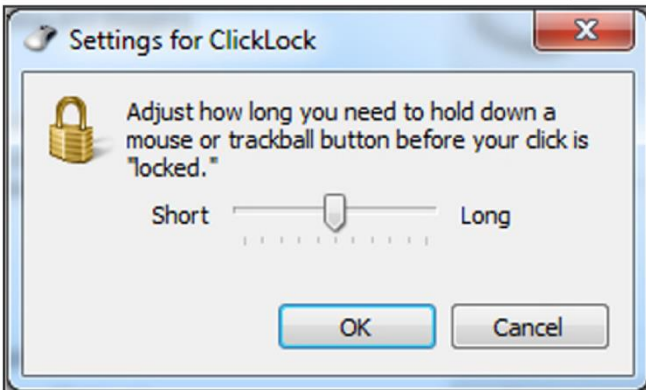 Settings for ClickLock
Adjust how long you need to hold down a
mouse or trackball button before your click is
"locked."
Short Long
OK Cancel